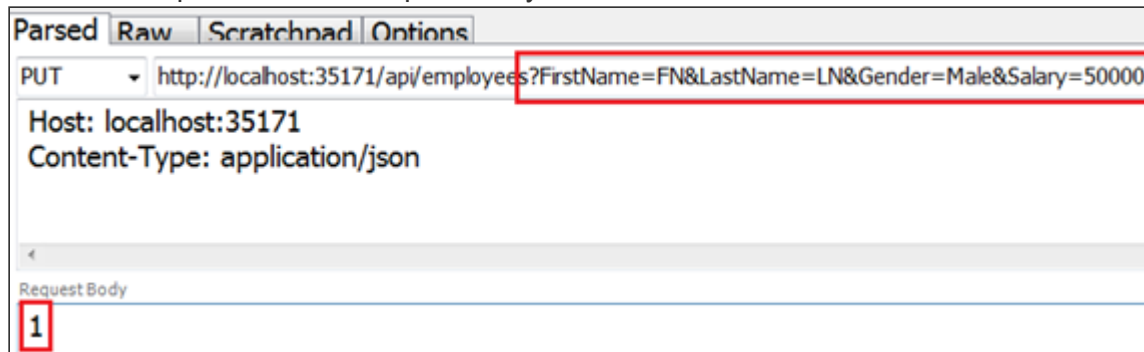 Parsed Raw Scratchpad Options
PUT http://localhost:35171/api/employees?FirstName=FN&LastName=LN&Gender=Male&Salary=50000
Host: localhost:35171
Content-Type: application/json
Request Body
1